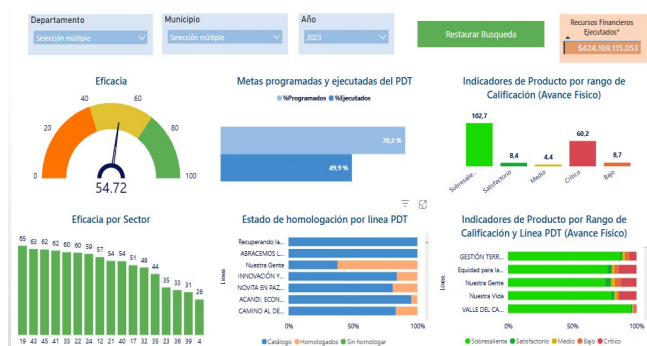 Departamento
Selección múltiple
Municipio
Selección múltiple
Año
2023
Restaurar Busqueda
Recursos Financieros
Ejecutados*
$424.169.115.053
Eficacia
0
20
40
60
80
100
54.72
Metas programadas y ejecutadas del PDT
%Programados %Ejecutados
70,2 %
49,9 %
Indicadores de Producto por rango de
Calificación (Avance Físico)
102,7
8,4
4,4
60,2
8,7
Sobresalie...
Satisfactorio
Medio
Crítico
Bajo
Eficacia por Sector
65 63 62 62 60 60 59 57 54 54 51 49 44 35 33 31 26
19 43 45 41 33 22 24 12 21 40 17 32 35 23 36 39 4
Estado de homologación por línea PDT
Línea
Recuperando la...
ABRACEMOS L...
Nuestra Gente
INNOVACIÓN Y...
NOVITA EN PAZ...
ACANDI, ECON...
CAMINO AL DE...
0% 50% 100%
Catálogo Homologados Sin homologar
Indicadores de Producto por Rango de
Calificación y Línea PDT (Avance Físico)
Línea
GESTIÓN TERR...
Equidad para la...
Nuestra Gente
Nuestra Vida
VALLE DEL CA...
0% 50% 100%
Sobresaliente Satisfactorio Medio Bajo Crítico